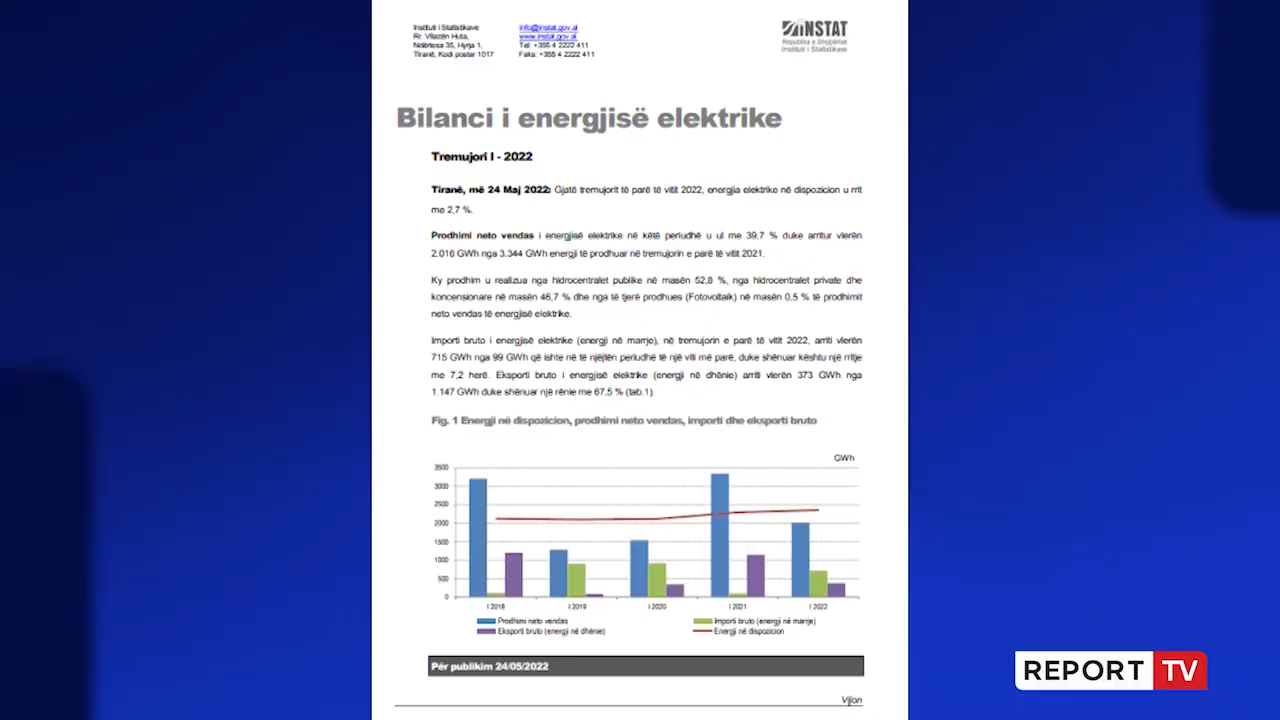 Instituti i Statistikave
Rr. Vllazën Huta,
Ndërtesa 35, Hyrja 1,
Tiranë, Kodi postar 1017
info@instat.gov.al
www.instat.gov.al
Tel: +355 4 2222 411
Faks: +355 4 2222 411
INSTAT
Republika e Shqipërisë
Instituti i Statistikave
Bilanci i energjisë elektrike
Tremujori I - 2022
Tiranë, më 24 Maj 2022: Gjatë tremujorit të parë të vitit 2022, energjia elektrike në dispozicion u rrit
me 2,7 %.
Prodhimi neto vendas i energjisë elektrike në këtë periudhë u ul me 39,7 % duke arritur vlerën
2.016 GWh nga 3.344 GWh energji të prodhuar në tremujorin e parë të vitit 2021.
Ky prodhim u realizua nga hidrocentralet publike në masën 52,8 %, nga hidrocentralet private dhe
koncensionare në masën 46,7 % dhe nga të tjerë prodhues (Fotovoltaik) në masën 0,5 % të prodhimit
neto vendas të energjisë elektrike.
Importi bruto i energjisë elektrike (energji në marrje), në tremujorin e parë të vitit 2022, arriti vlerën
715 GWh nga 99 GWh që ishte në të njëjtën periudhë të një viti më parë, duke shënuar kështu një rritje
me 7,2 herë. Eksporti bruto i energjisë elektrike (energji në dhënie) arriti vlerën 373 GWh nga
1.147 GWh duke shënuar një rënie me 67,5 % (tab.1).
Fig. 1 Energji në dispozicion, prodhimi neto vendas, importi dhe eksporti bruto
GWh
3500
3000
2500
2000
1500
1000
500
0
I 2018 I 2019 I 2020 I 2021 I 2022
Prodhimi neto vendas Importi bruto (energji në marrje)
Eksporti bruto (energji në dhënie) Energji në dispozicion
Për publikim 24/05/2022
Vijon
REPORT TV